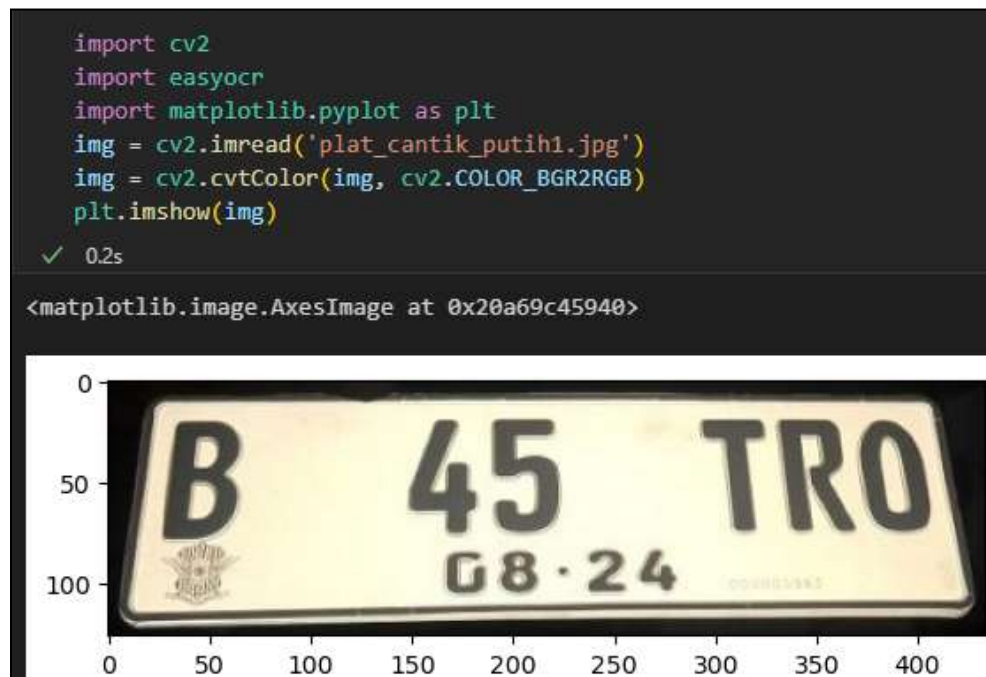 import cv2
import easyocr
import matplotlib.pyplot as plt
img = cv2.imread('plat_cantik_putih1.jpg')
img = cv2.cvtColor(img, cv2.COLOR_BGR2RGB)
plt.imshow(img)
✓ 0.2s
<matplotlib.image.AxesImage at 0x20a69c45940>
0
50
100
B 45 TRO
08·24
0 50 100 150 200 250 300 350 400